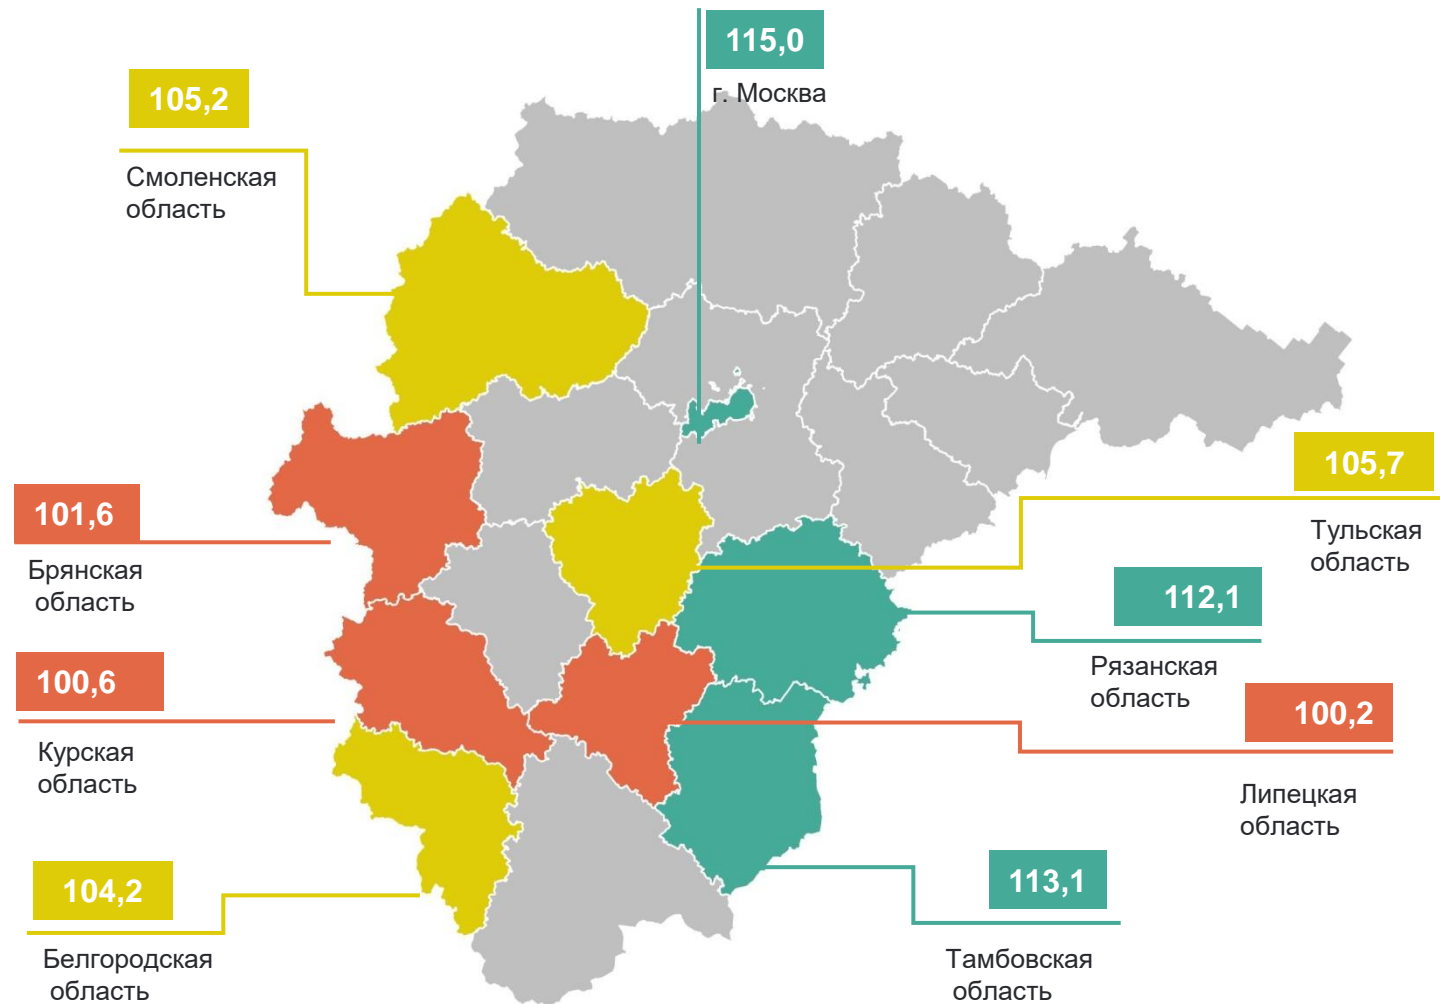 115,0
г. Москва
105,2
Смоленская
область
105,7
Тульская
область
101,6
Брянская
область
112,1
Рязанская
область
100,6
Курская
область
100,2
Липецкая
область
104,2
Белгородская
область
113,1
Тамбовская
область